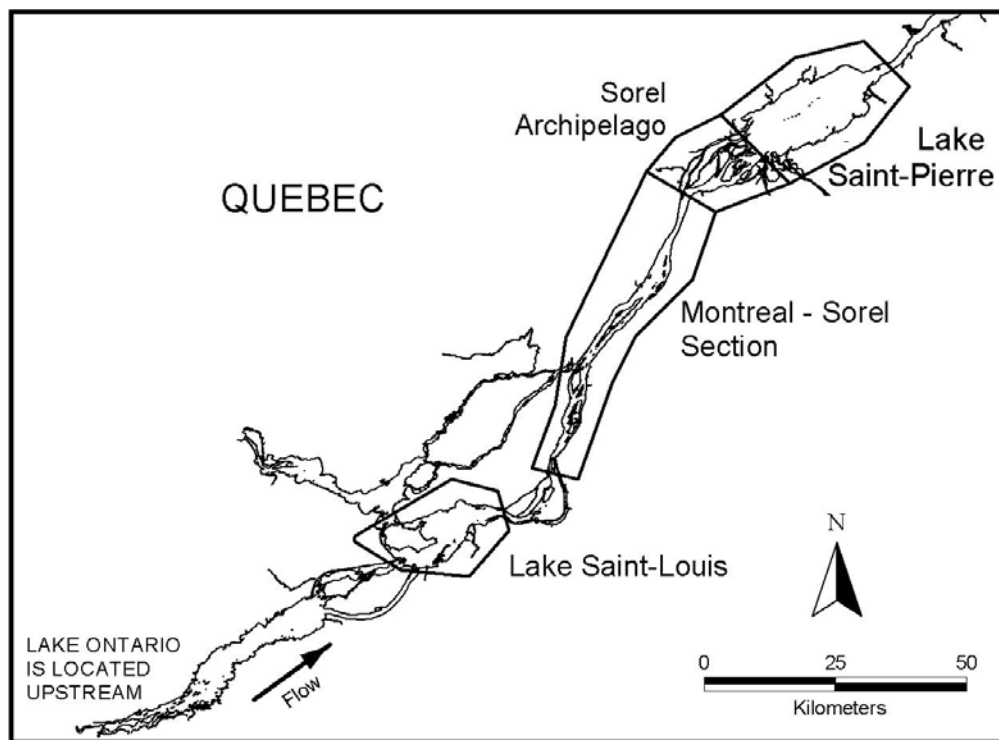 Sorel
Archipelago
Lake
Saint-Pierre
QUEBEC
Montreal - Sorel
Section
N
Lake Saint-Louis
LAKE ONTARIO
IS LOCATED
UPSTREAM
Flow
0 25 50
Kilometers